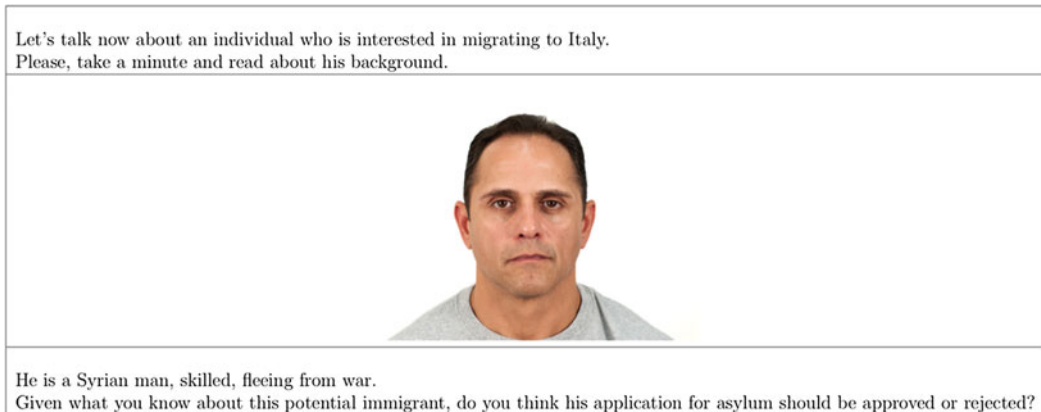 Let's talk now about an individual who is interested in migrating to Italy.
Please, take a minute and read about his background.
He is a Syrian man, skilled, fleeing from war.
Given what you know about this potential immigrant, do you think his application for asylum should be approved or rejected?